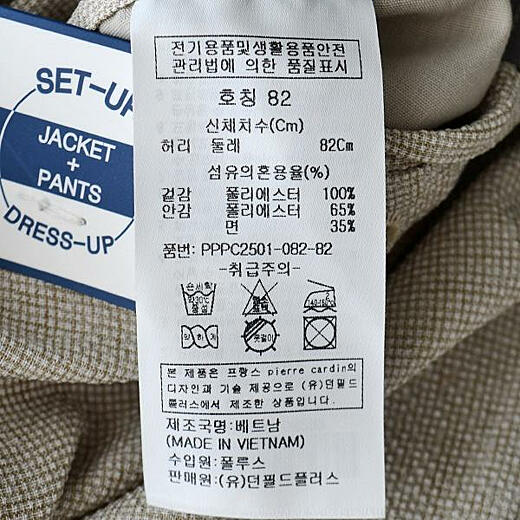 SET-UP
JACKET
+
PANTS
DRESS-UP
전기용품및생활용품안전
관리법에 의한 품질표시
호칭 82
신체치수(Cm)
허리 둘레 82Cm
섬유의혼용율(%)
겉감 폴리에스터 100%
안감 폴리에스터 65%
면 35%
품번: PPPC2501-082-82
-취급주의-
손세탁
약30℃
중성
약하게
옷걸이
본 제품은 프랑스 pierre cardin의
디자인과 기술 제공으로 (유)던필드
플러스에서 제조한 상품입니다.
제조국명:베트남
(MADE IN VIETNAM)
수입원:폴루스
판매원:(유)던필드플러스